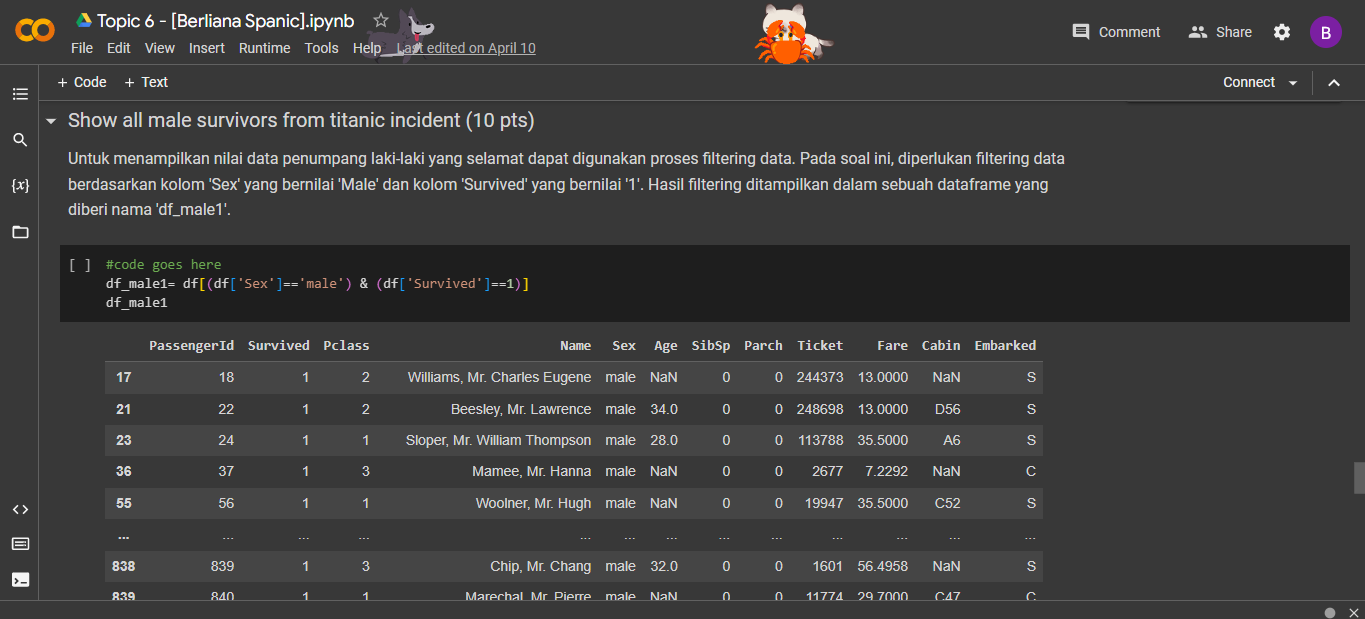 Topic 6 - [Berliana Spanic].ipynb
File Edit View Insert Runtime Tools Help Last edited on April 10
Comment Share B
+ Code + Text Connect
Show all male survivors from titanic incident (10 pts)
Untuk menampilkan nilai data penumpang laki-laki yang selamat dapat digunakan proses filtering data. Pada soal ini, diperlukan filtering data
berdasarkan kolom 'Sex' yang bernilai 'Male' dan kolom 'Survived' yang bernilai '1'. Hasil filtering ditampilkan dalam sebuah dataframe yang
diberi nama 'df_male1'.
[ ] #code goes here
df_male1= df[(df['Sex']=='male') & (df['Survived']==1)]
df_male1
PassengerId Survived Pclass Name Sex Age SibSp Parch Ticket Fare Cabin Embarked
17 18 1 2 Williams, Mr. Charles Eugene male NaN 0 0 244373 13.0000 NaN S
21 22 1 2 Beesley, Mr. Lawrence male 34.0 0 0 248698 13.0000 D56 S
23 24 1 1 Sloper, Mr. William Thompson male 28.0 0 0 113788 35.5000 A6 S
36 37 1 3 Mamee, Mr. Hanna male NaN 0 0 2677 7.2292 NaN C
55 56 1 1 Woolner, Mr. Hugh male NaN 0 0 19947 35.5000 C52 S
... ... ... ... ... ... ... ... ... ... ... ... ...
838 839 1 3 Chip, Mr. Chang male 32.0 0 0 1601 56.4958 NaN S
839 840 1 1 Marechal, Mr. Pierre male NaN 0 0 11774 29.7000 C47 C